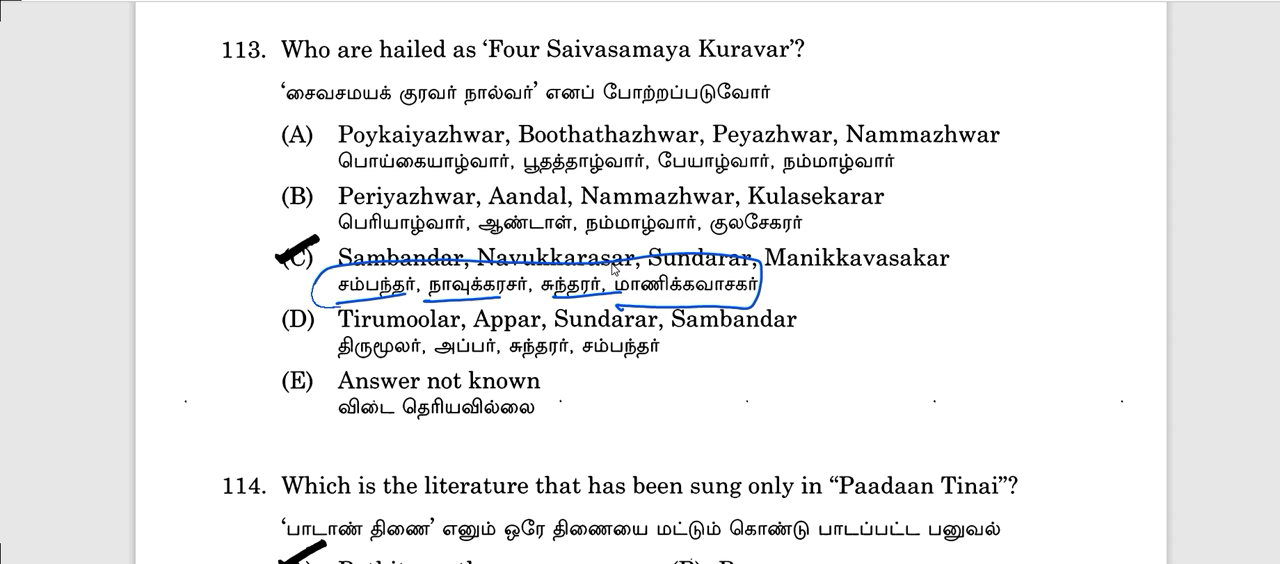 113. Who are hailed as ‘Four Saivasamaya Kuravar’?
‘சைவசமயக் குரவர் நால்வர்’ எனப் போற்றப்படுவோர்
(A) Poykaiyazhwar, Boothathazhwar, Peyazhwar, Nammazhwar
பொய்கையாழ்வார், பூதத்தாழ்வார், பேயாழ்வார், நம்மாழ்வார்
(B) Periyazhwar, Aandal, Nammazhwar, Kulasekarar
பெரியாழ்வார், ஆண்டாள், நம்மாழ்வார், குலசேகரர்
(C) Sambandar, Navukkarasar, Sundarar, Manikkavasakar
சம்பந்தர், நாவுக்கரசர், சுந்தரர், மாணிக்கவாசகர்
(D) Tirumoolar, Appar, Sundarar, Sambandar
திருமூலர், அப்பர், சுந்தரர், சம்பந்தர்
(E) Answer not known
விடை தெரியவில்லை
114. Which is the literature that has been sung only in “Paadaan Tinai”?
‘பாடாண் திணை’ எனும் ஒரே திணையை மட்டும் கொண்டு பாடப்பட்ட பனுவல்